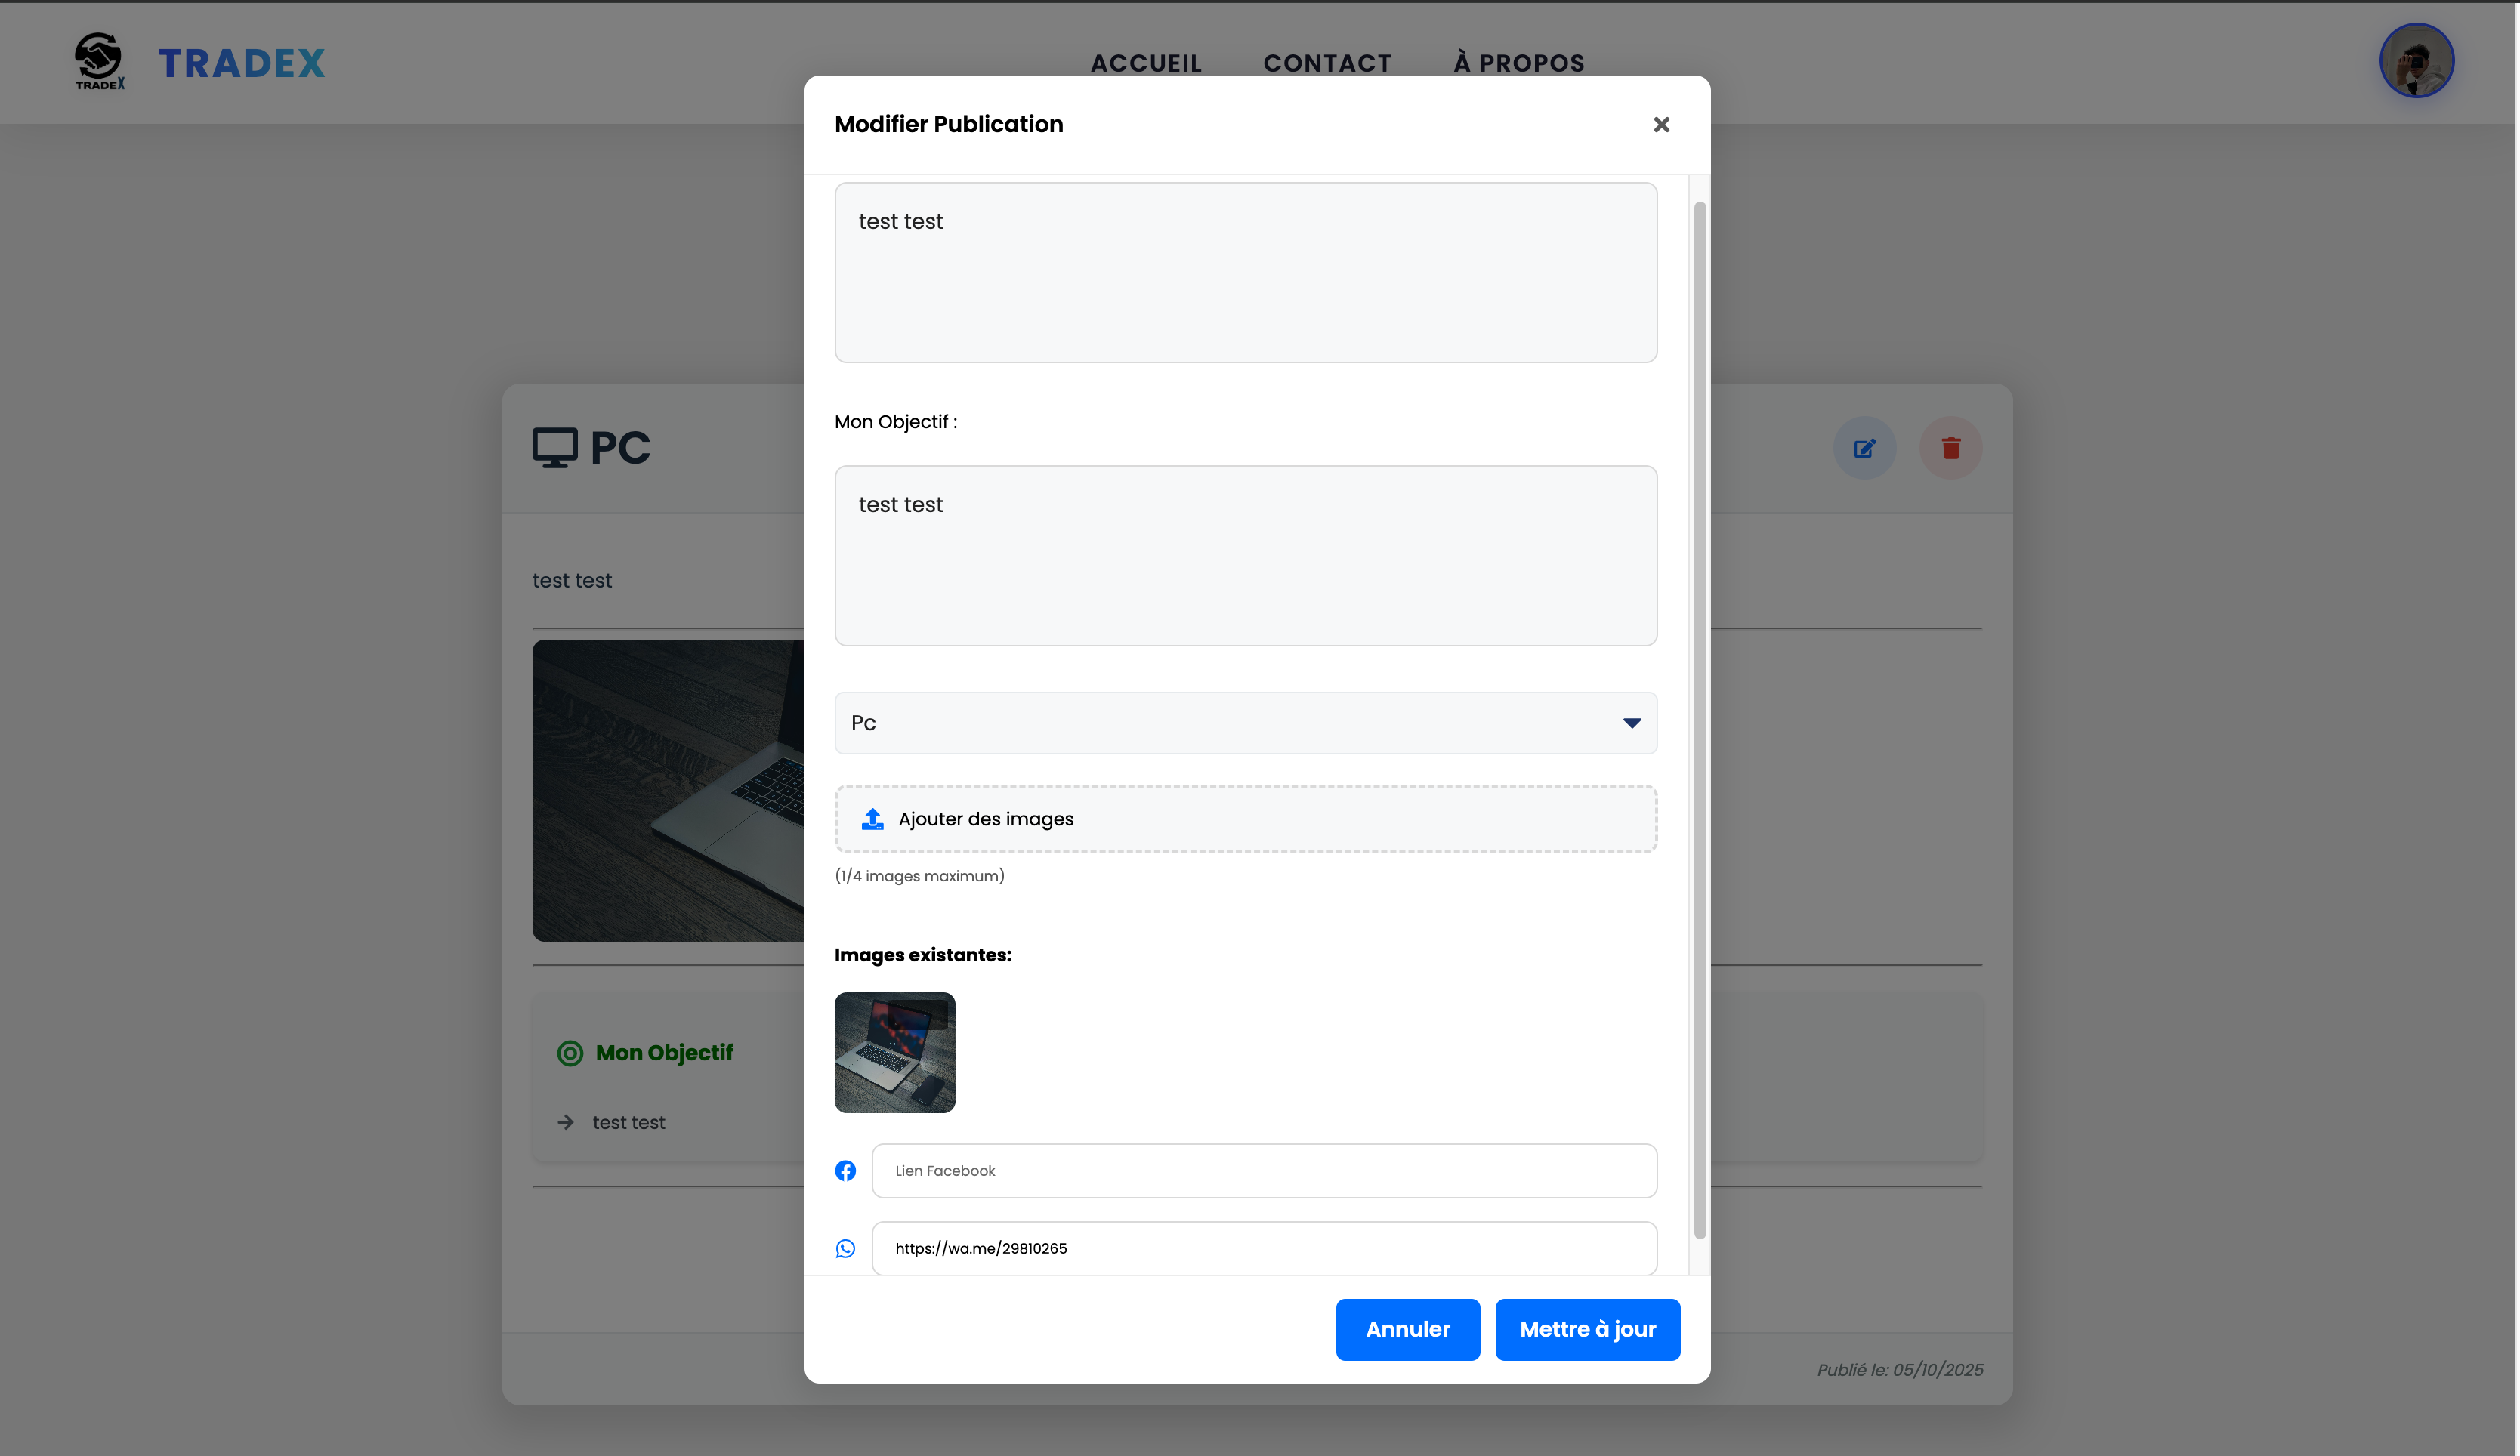 TRADEX
TRADEX
ACCUEIL
CONTACT
À PROPOS
Modifier Publication
test test
Mon Objectif :
test test
Pc
Ajouter des images
(1/4 images maximum)
Images existantes:
Lien Facebook
https://wa.me/29810265
Annuler
Mettre à jour
PC
test test
Mon Objectif
test test
Publié le: 05/10/2025